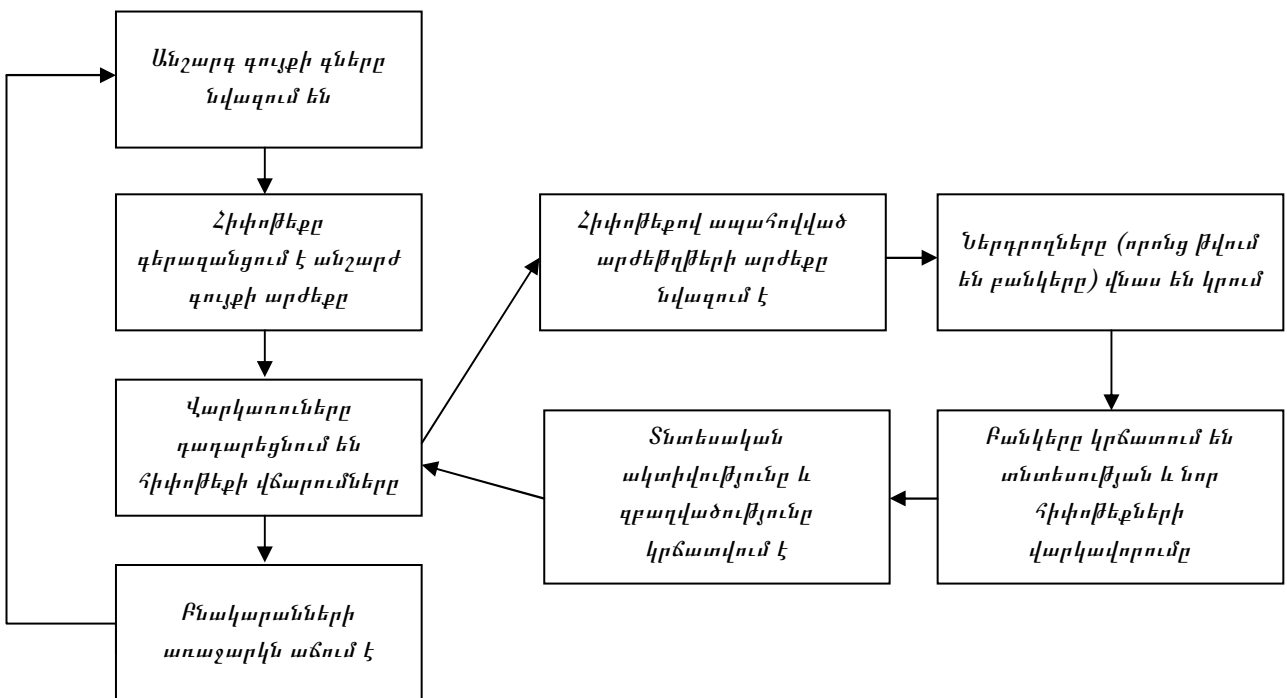 Անշարգ գույքի գները
նվազում են
Հիփոթեքը
գերազանցում է անշարժ
գույքի արժեքը
Վարկառուները
դադարեցնում են
հիփոթեքի վճարումները
Բնակարանների
առաջարկն աճում է
Հիփոթեքով ապահովված
արժեթղթերի արժեքը
նվազում է
Ներդրողները (որոնց թվում
են բանկերը) վնաս են կրում
Բանկերը կրճատում են
տնտեսության և նոր
հիփոթեքների
վարկավորումը
Տնտեսական
ակտիվությունը և
զբաղվածությունը
կրճատվում է